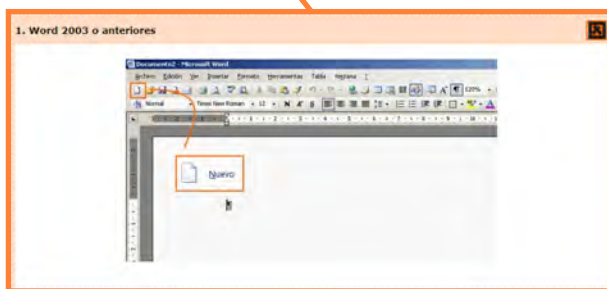 1. Word 2003 o anteriores
Documento2 - Microsoft Word
Archivo Edición Ver Insertar Formato Herramientas Tabla Ventana ?
Normal Times New Roman 12 N K S
120%
Nuevo